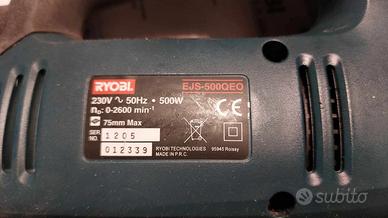 RYOBI
EJS-500QEO
230V ∿ 50Hz • 500W
n₀: 0-2600 min⁻¹
75mm Max
CE
SER. NO.
1205
012339
RYOBI TECHNOLOGIES 95945 Roissy
MADE IN P.R.C.
subito